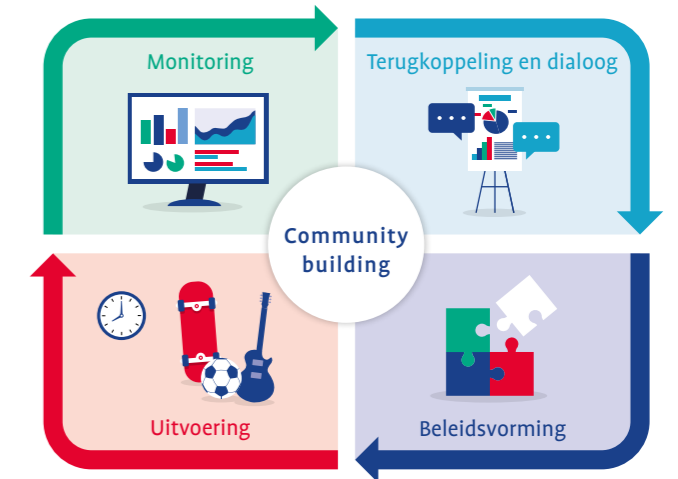 Monitoring
Terugkoppeling en dialoog
Community
building
Uitvoering
Beleidsvorming